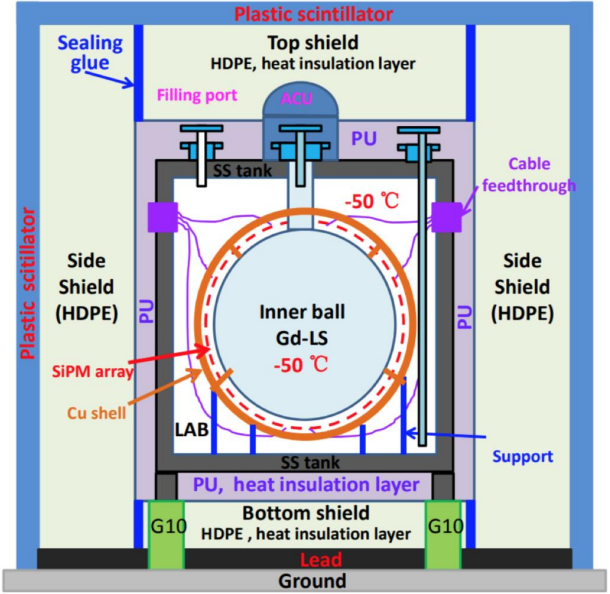 Plastic scintillator
Sealing
glue
Top shield
HDPE, heat insulation layer
Filling port
ACU
PU
SS tank
Cable
feedthrough
-50 ℃
Plastic scitillator
Side
Shield
(HDPE)
PU
Inner ball
Gd-LS
-50 ℃
PU
Side
Shield
(HDPE)
SiPM array
Cu shell
LAB
Support
SS tank
PU, heat insulation layer
G10
Bottom shield
HDPE , heat insulation layer
G10
Lead
Ground